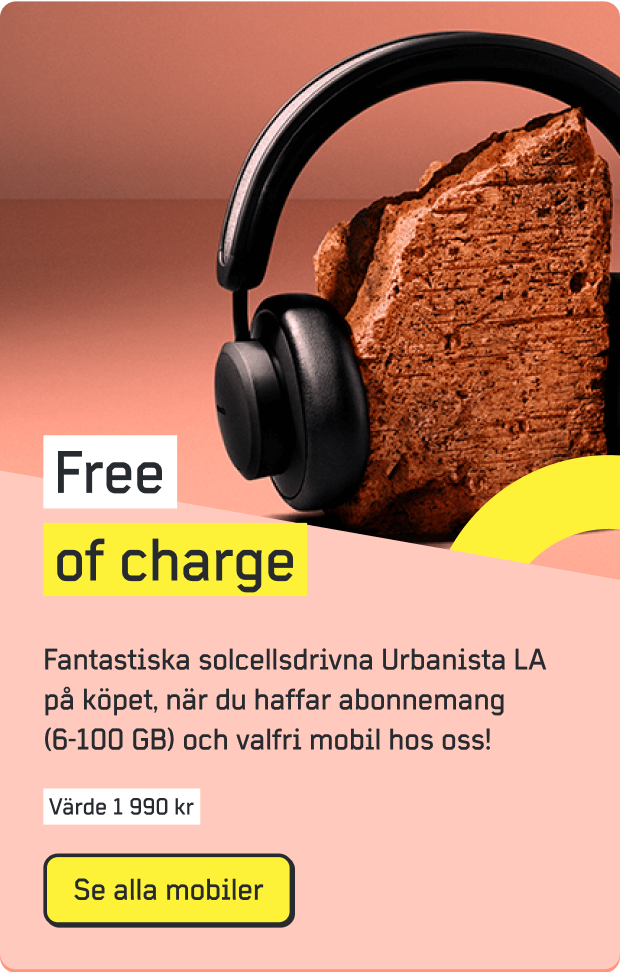 Free
of charge
Fantastiska solcellsdrivna Urbanista LA
på köpet, när du haffar abonnemang
(6-100 GB) och valfri mobil hos oss!
Värde 1 990 kr
Se alla mobiler